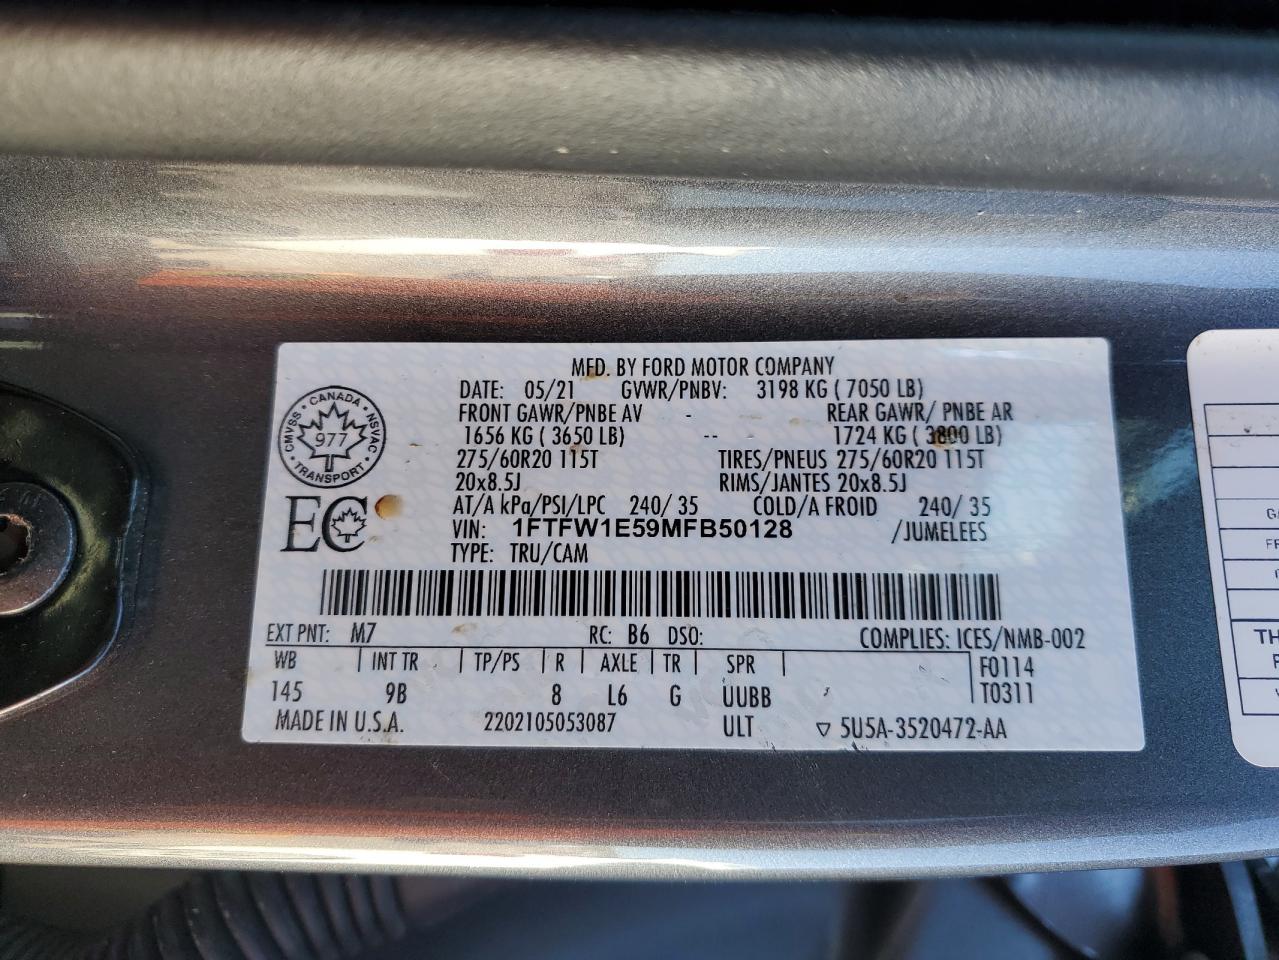 MFD. BY FORD MOTOR COMPANY
DATE: 05/21 GVWR/PNBV: 3198 KG ( 7050 LB)
FRONT GAWR/PNBE AV - REAR GAWR/ PNBE AR
1656 KG ( 3650 LB) -- 1724 KG ( 3800 LB)
275/60R20 115T TIRES/PNEUS 275/60R20 115T
20x8.5J RIMS/JANTES 20x8.5J
AT/A kPa/PSI/LPC 240/ 35 COLD/A FROID 240/ 35
VIN: 1FTFW1E59MFB50128 /JUMELEES
TYPE: TRU/CAM
CMVSS · CANADA · NSVAC
977
· TRANSPORT ·
EC
EXT PNT: M7 RC: B6 DSO: COMPLIES: ICES/NMB-002
WB INT TR TP/PS R AXLE TR SPR F0114
145 9B 8 L6 G UUBB T0311
MADE IN U.S.A. 2202105053087 ULT ▽ 5U5A-3520472-AA